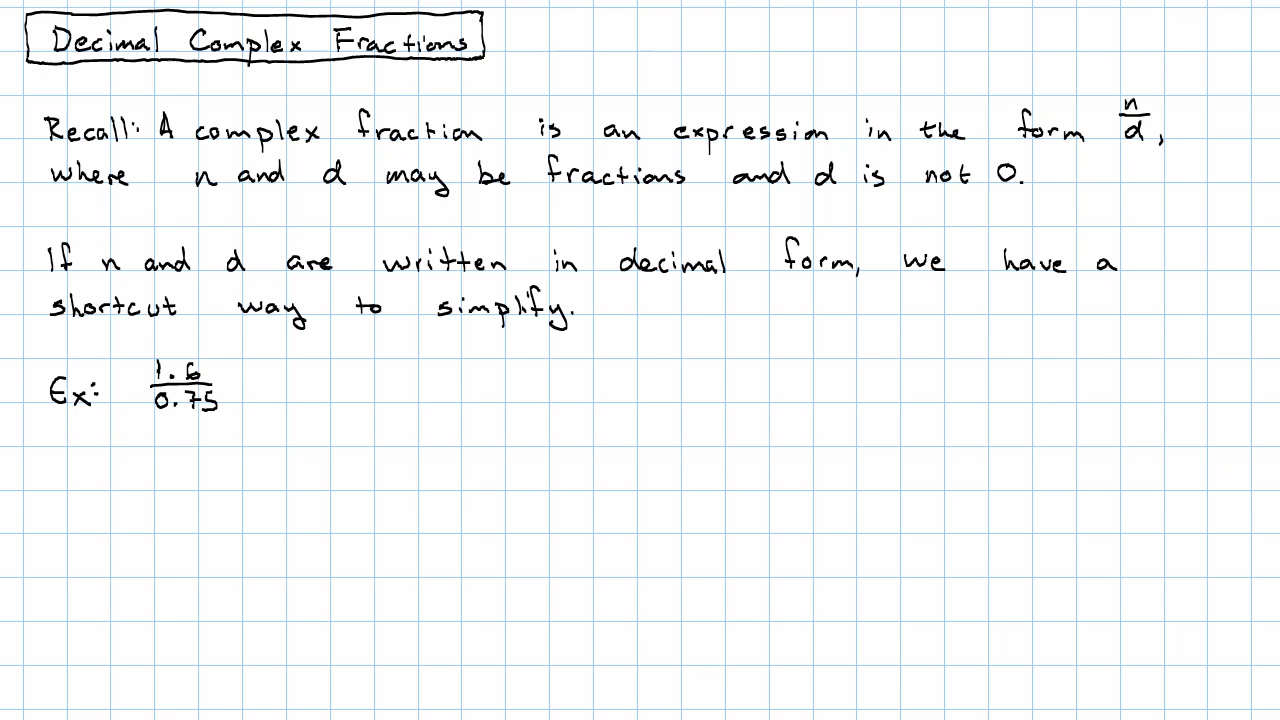 Decimal Complex Fractions
Recall: A complex fraction is an expression in the form n/d,
where n and d may be fractions and d is not 0.
If n and d are written in decimal form, we have a
shortcut way to simplify.
Ex: 1.6/0.75